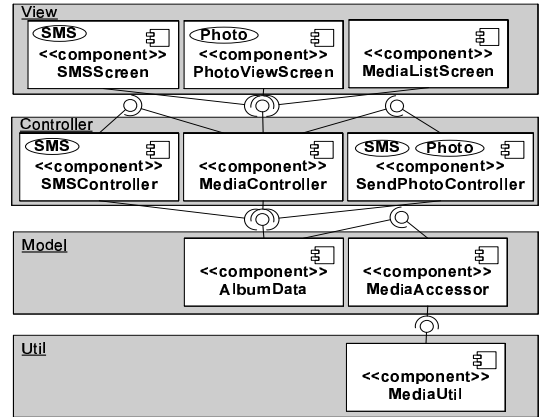 View
SMS
<<component>>
SMSScreen
Photo
<<component>>
PhotoViewScreen
<<component>>
MediaListScreen
Controller
SMS
<<component>>
SMSController
<<component>>
MediaController
SMS Photo
<<component>>
SendPhotoController
Model
<<component>>
AlbumData
<<component>>
MediaAccessor
Util
<<component>>
MediaUtil